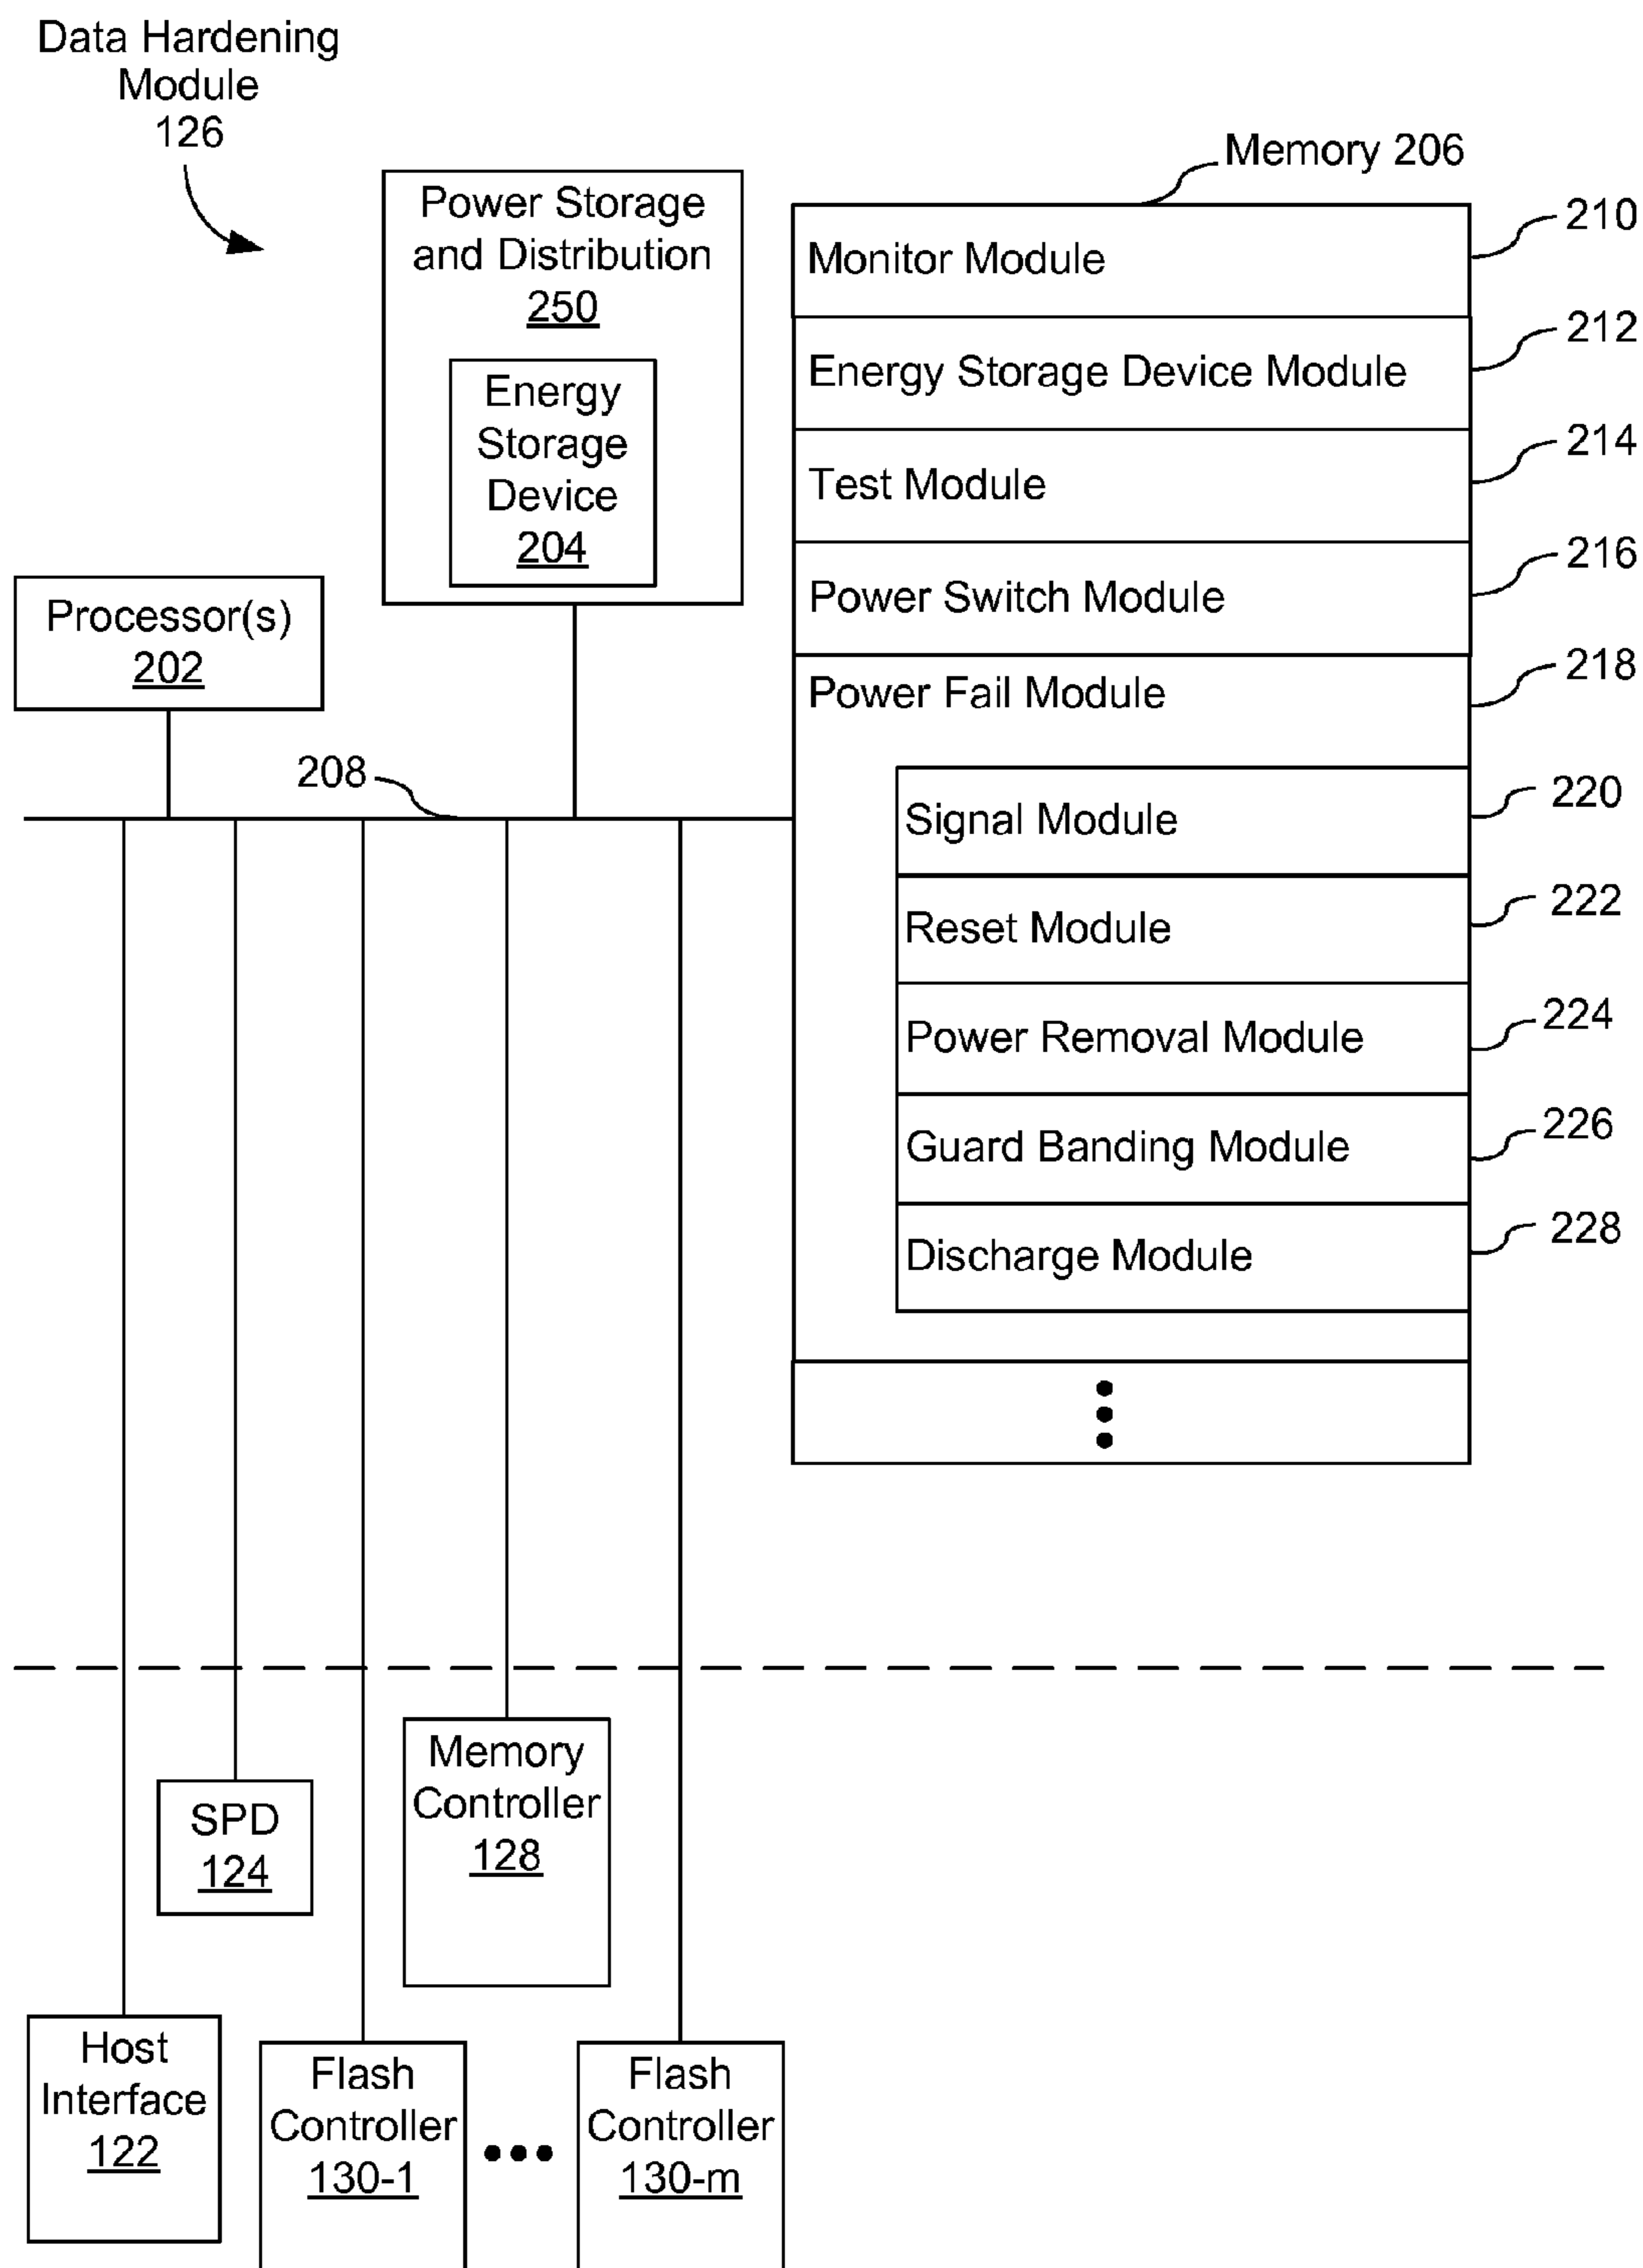 Data Hardening
Module
126
Power Storage
and Distribution
250
Energy
Storage
Device
204
Processor(s)
202
208
Memory 206
Monitor Module
210
Energy Storage Device Module
212
Test Module
214
Power Switch Module
216
Power Fail Module
218
Signal Module
220
Reset Module
222
Power Removal Module
224
Guard Banding Module
226
Discharge Module
228
Memory
Controller
128
SPD
124
Host
Interface
122
Flash
Controller
130-1
Flash
Controller
130-m